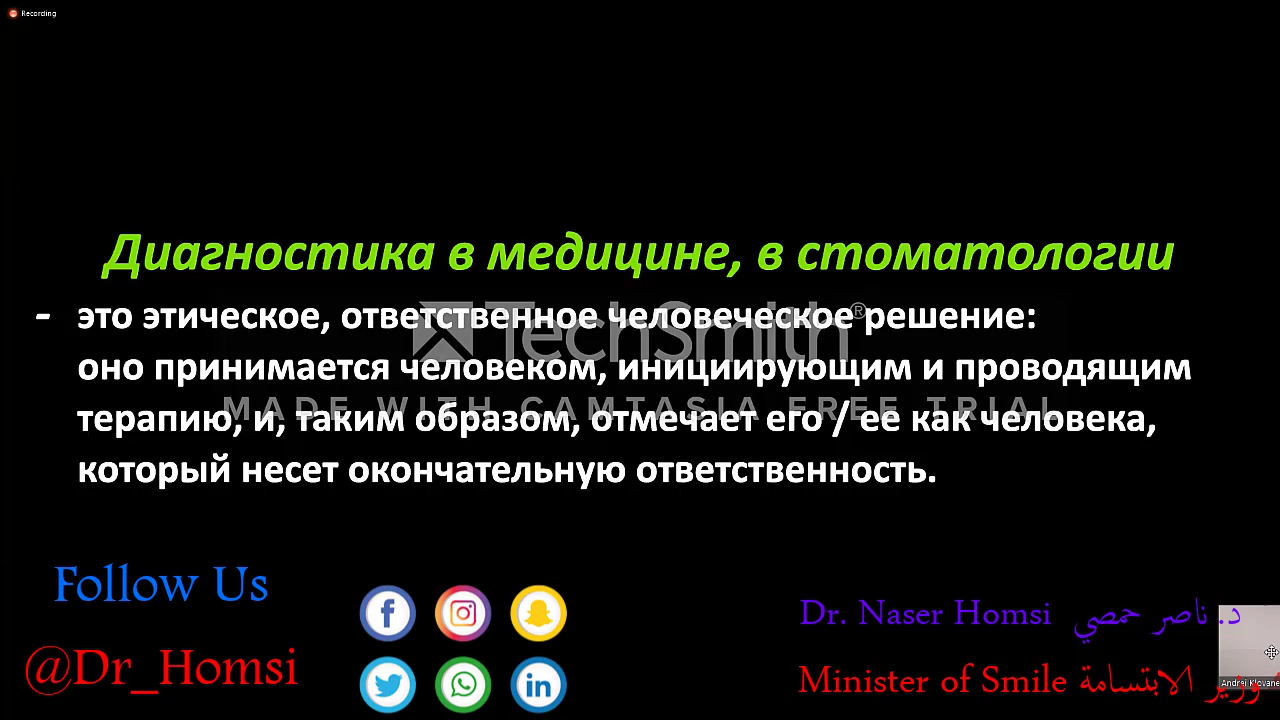 Recording
Диагностика в медицине, в стоматологии
- это этическое, ответственное человеческое решение:
оно принимается человеком, инициирующим и проводящим
терапию, и, таким образом, отмечает его / ее как человека,
который несет окончательную ответственность.
TechSmith®
MADE WITH CAMTASIA FREE TRIAL
Follow Us
@Dr_Homsi
Dr. Naser Homsi د. ناصر حمصي
Minister of Smile وزير الابتسامة
Andrei